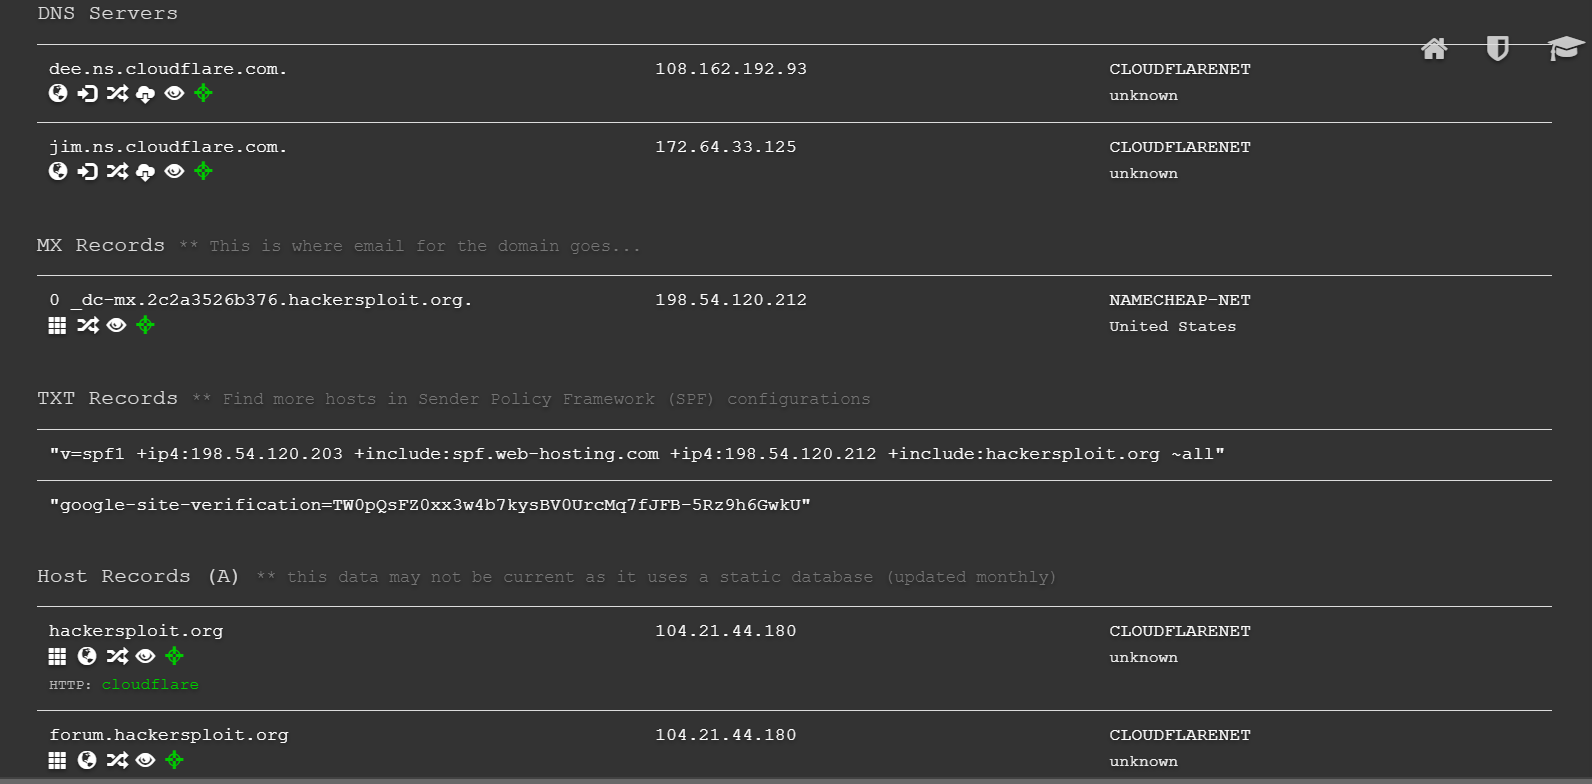 DNS Servers
dee.ns.cloudflare.com. 108.162.192.93 CLOUDFLARENET
unknown
jim.ns.cloudflare.com. 172.64.33.125 CLOUDFLARENET
unknown
MX Records ** This is where email for the domain goes...
0 _dc-mx.2c2a3526b376.hackersploit.org. 198.54.120.212 NAMECHEAP-NET
United States
TXT Records ** Find more hosts in Sender Policy Framework (SPF) configurations
"v=spf1 +ip4:198.54.120.203 +include:spf.web-hosting.com +ip4:198.54.120.212 +include:hackersploit.org ~all"
"google-site-verification=TW0pQsFZ0xx3w4b7kysBV0UrcMq7fJFB-5Rz9h6GwkU"
Host Records (A) ** this data may not be current as it uses a static database (updated monthly)
hackersploit.org 104.21.44.180 CLOUDFLARENET
unknown
HTTP: cloudflare
forum.hackersploit.org 104.21.44.180 CLOUDFLARENET
unknown